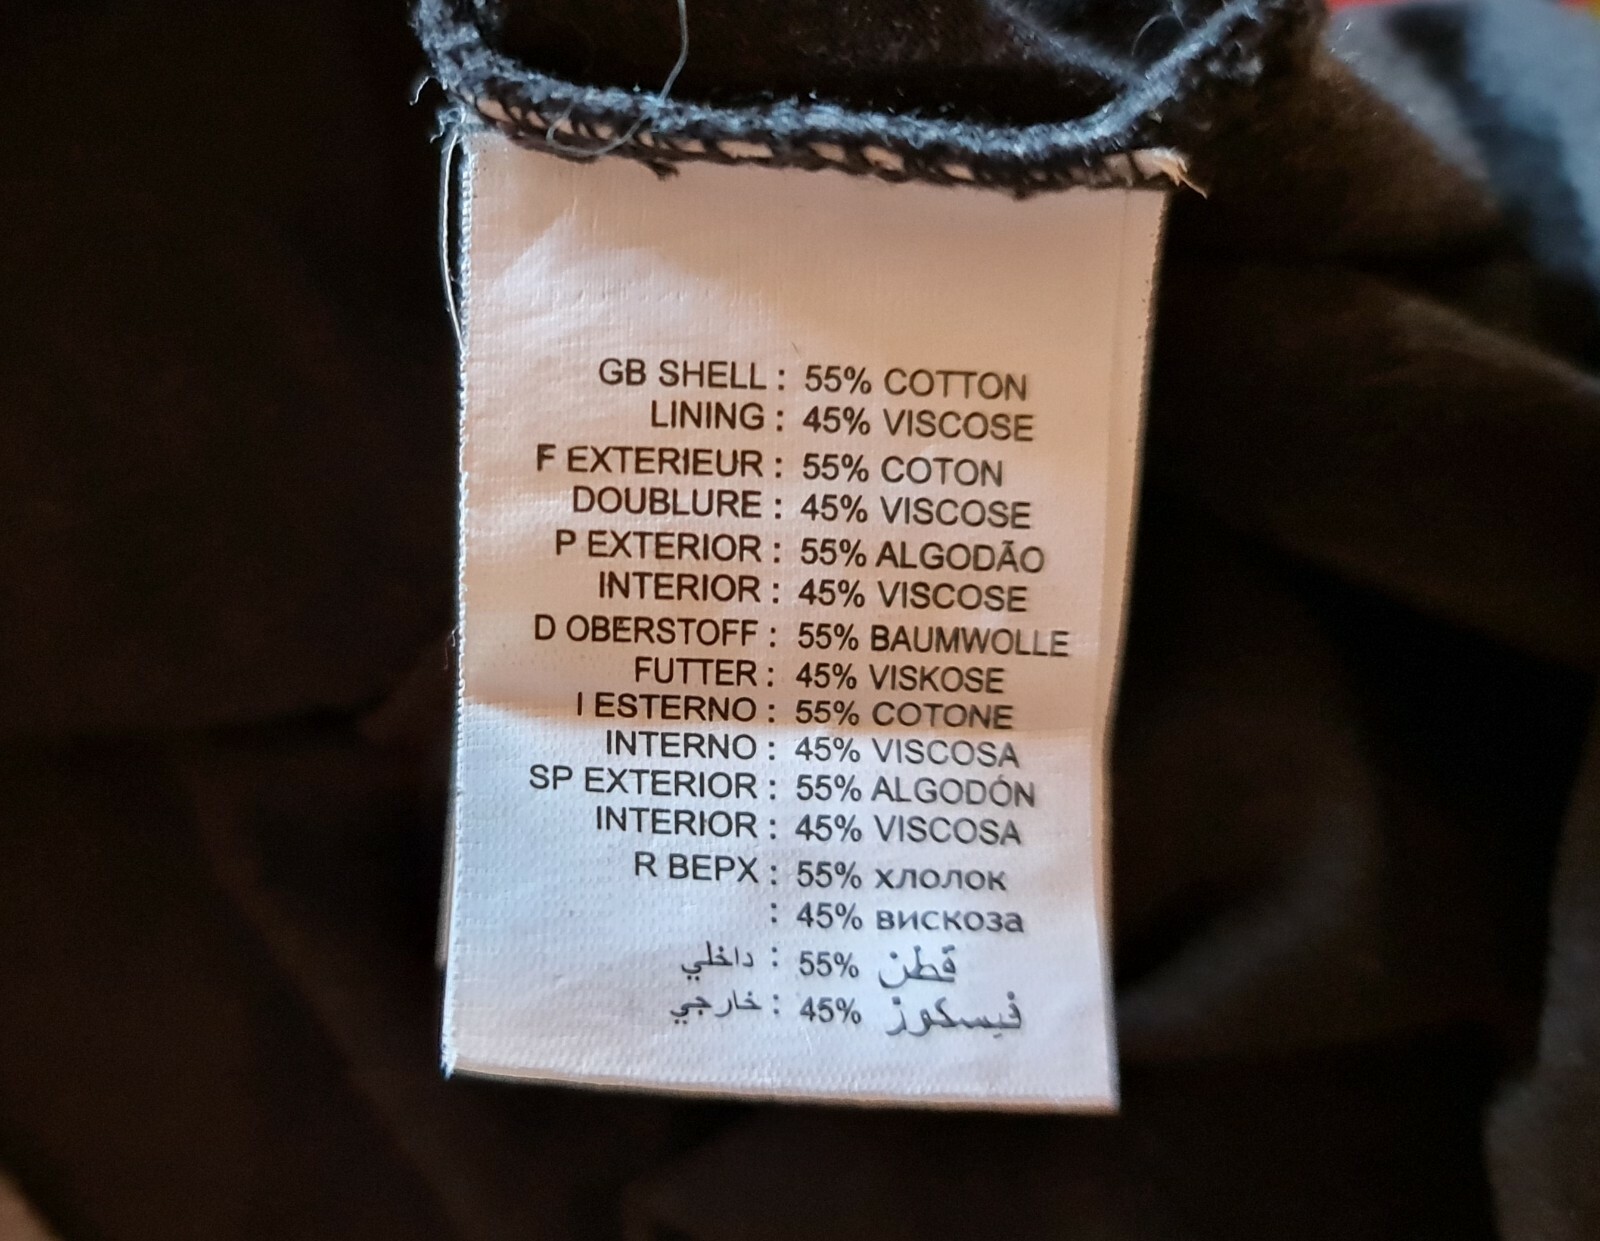 GB SHELL : 55% COTTON
LINING : 45% VISCOSE
F EXTERIEUR : 55% COTON
DOUBLURE : 45% VISCOSE
P EXTERIOR : 55% ALGODÃO
INTERIOR : 45% VISCOSE
D OBERSTOFF : 55% BAUMWOLLE
FUTTER : 45% VISKOSE
I ESTERNO : 55% COTONE
INTERNO : 45% VISCOSA
SP EXTERIOR : 55% ALGODÓN
INTERIOR : 45% VISCOSA
R ВЕРХ : 55% хлолок
: 45% вискоза
داخلي : 55% قطن
خارجي : 45% فيسكوز